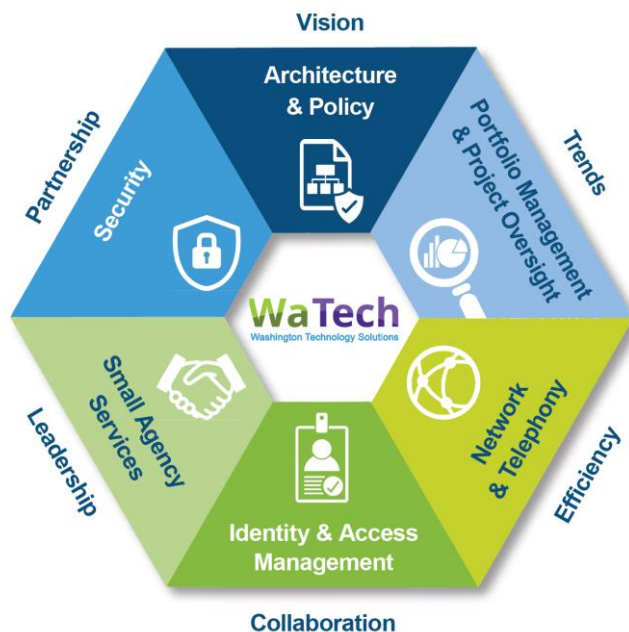 Vision
Architecture
& Policy
Trends
Portfolio Management
& Project Oversight
Efficiency
Network
& Telephony
Collaboration
Identity & Access
Management
Leadership
Small Agency
Services
Partnership
Security
WaTech
Washington Technology Solutions